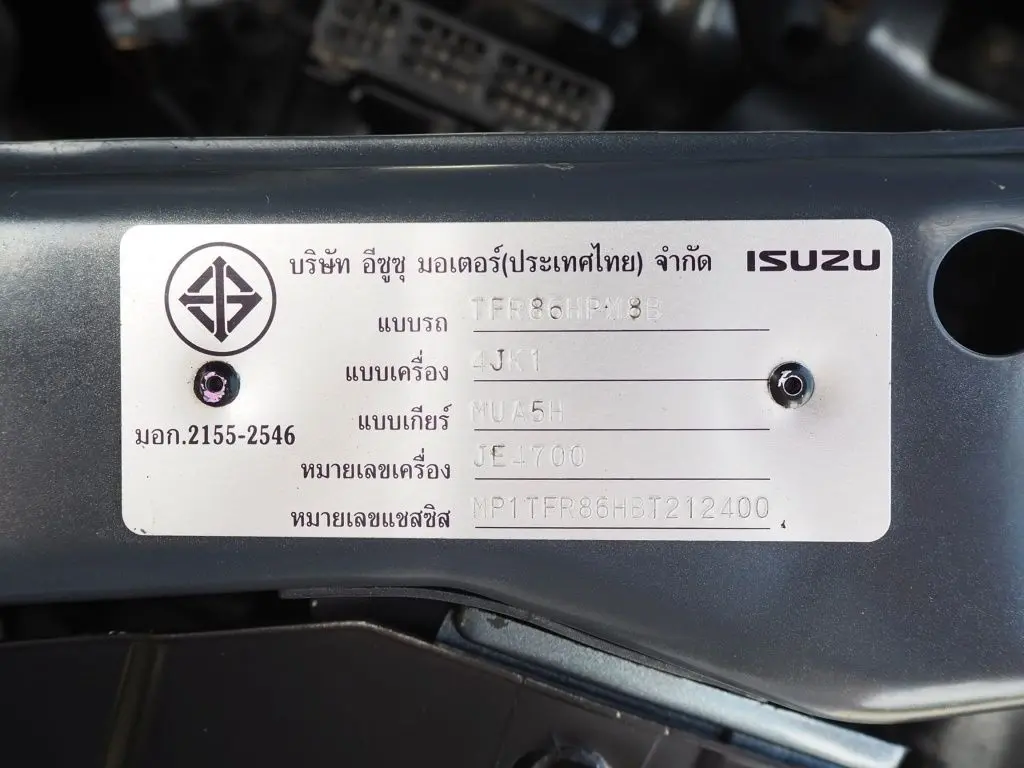 บริษัท อีซูซุ มอเตอร์(ประเทศไทย) จำกัด ISUZU
แบบรถ TFR86HPM8B
แบบเครื่อง 4JK1
แบบเกียร์ MUA5H
มอก.2155-2546
หมายเลขเครื่อง JE4700
หมายเลขแชสซิส MP1TFR86HBT212400